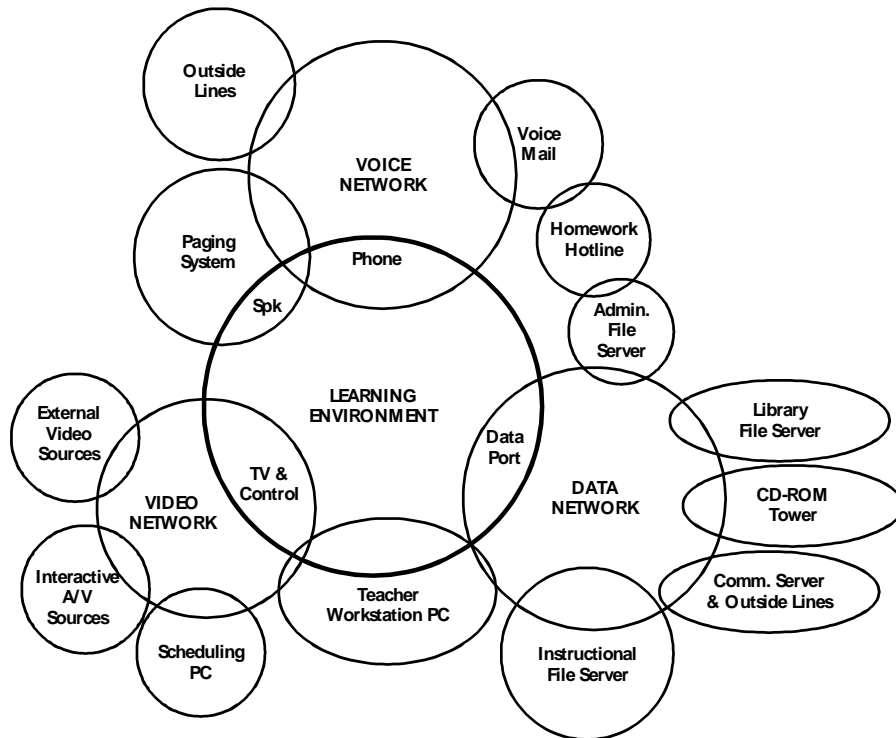 Outside
Lines
Voice
Mail
VOICE
NETWORK
Homework
Hotline
Paging
System
Phone
Spk
Admin.
File
Server
LEARNING
ENVIRONMENT
External
Video
Sources
Library
File Server
Data
Port
TV &
Control
VIDEO
NETWORK
DATA
NETWORK
CD-ROM
Tower
Interactive
A/V
Sources
Teacher
Workstation PC
Comm. Server
& Outside Lines
Scheduling
PC
Instructional
File Server